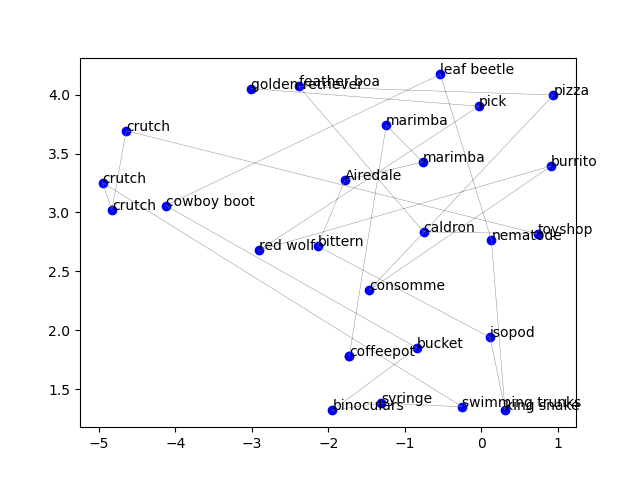 leaf beetle
feather boa
golden retriever
pizza
4.0
pick
marimba
crutch
3.5
marimba
burrito
Airedale
crutch
cowboy boot
crutch
3.0
caldron
toyshop
nematode
red wolf
bittern
2.5
consomme
2.0
isopod
bucket
coffeepot
1.5
syringe
swimming trunks
binoculars
king snake
−5 −4 −3 −2 −1 0 1